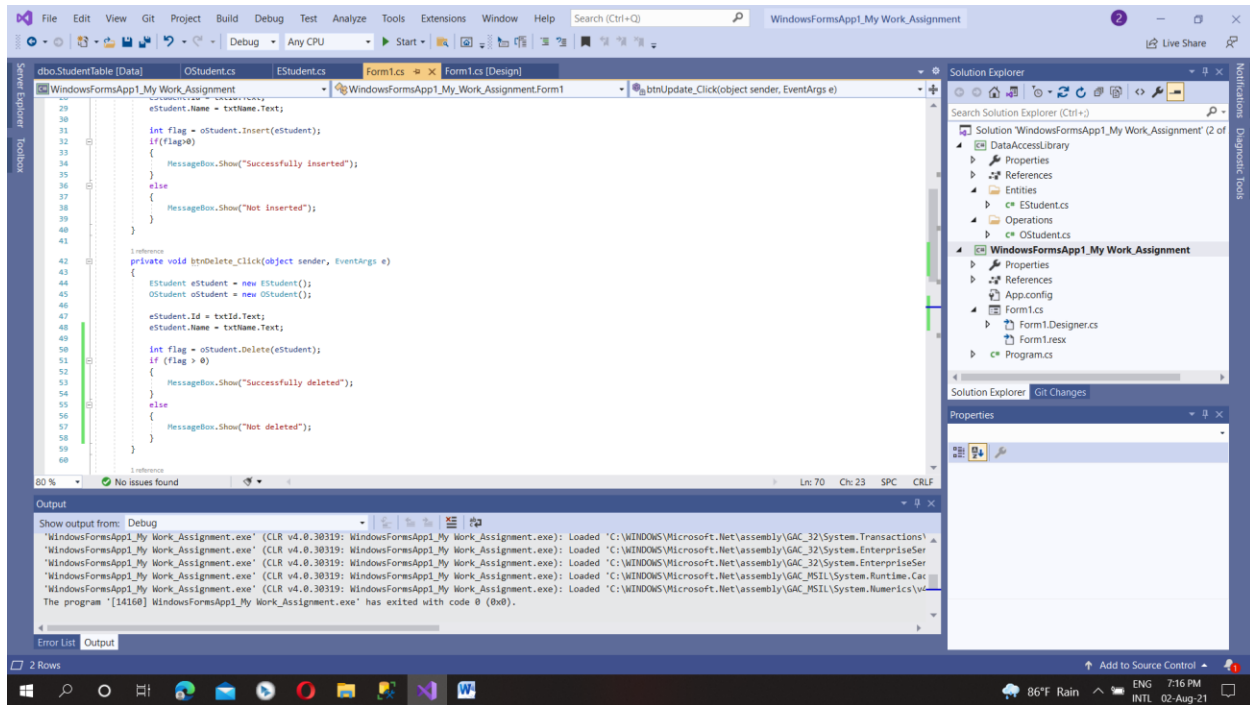 File Edit View Git Project Build Debug Test Analyze Tools Extensions Window Help Search (Ctrl+Q) WindowsFormsApp1_My Work_Assignment 2
Debug Any CPU Start Live Share
Server Explorer
Toolbox
dbo.StudentTable [Data] OStudent.cs EStudent.cs Form1.cs Form1.cs [Design]
WindowsFormsApp1_My Work_Assignment WindowsFormsApp1_My_Work_Assignment.Form1 btnUpdate_Click(object sender, EventArgs e)
29 eStudent.Name = txtName.Text;
30
31 int flag = oStudent.Insert(eStudent);
32 if(flag>0)
33 {
34 MessageBox.Show("Successfully inserted");
35 }
36 else
37 {
38 MessageBox.Show("Not inserted");
39 }
40 }
41
1 reference
42 private void btnDelete_Click(object sender, EventArgs e)
43 {
44 EStudent eStudent = new EStudent();
45 OStudent oStudent = new OStudent();
46
47 eStudent.Id = txtId.Text;
48 eStudent.Name = txtName.Text;
49
50 int flag = oStudent.Delete(eStudent);
51 if (flag > 0)
52 {
53 MessageBox.Show("Successfully deleted");
54 }
55 else
56 {
57 MessageBox.Show("Not deleted");
58 }
59 }
60
1 reference
80 % No issues found Ln: 70 Ch: 23 SPC CRLF
Output
Show output from: Debug
'WindowsFormsApp1_My Work_Assignment.exe' (CLR v4.0.30319: WindowsFormsApp1_My Work_Assignment.exe): Loaded 'C:\WINDOWS\Microsoft.Net\assembly\GAC_32\System.Transactions\
'WindowsFormsApp1_My Work_Assignment.exe' (CLR v4.0.30319: WindowsFormsApp1_My Work_Assignment.exe): Loaded 'C:\WINDOWS\Microsoft.Net\assembly\GAC_32\System.EnterpriseSer
'WindowsFormsApp1_My Work_Assignment.exe' (CLR v4.0.30319: WindowsFormsApp1_My Work_Assignment.exe): Loaded 'C:\WINDOWS\Microsoft.Net\assembly\GAC_32\System.EnterpriseSer
'WindowsFormsApp1_My Work_Assignment.exe' (CLR v4.0.30319: WindowsFormsApp1_My Work_Assignment.exe): Loaded 'C:\WINDOWS\Microsoft.Net\assembly\GAC_MSIL\System.Runtime.Cac
'WindowsFormsApp1_My Work_Assignment.exe' (CLR v4.0.30319: WindowsFormsApp1_My Work_Assignment.exe): Loaded 'C:\WINDOWS\Microsoft.Net\assembly\GAC_MSIL\System.Numerics\v4
The program '[14160] WindowsFormsApp1_My Work_Assignment.exe' has exited with code 0 (0x0).
Error List Output
Solution Explorer
Search Solution Explorer (Ctrl+;)
Solution 'WindowsFormsApp1_My Work_Assignment' (2 of
DataAccessLibrary
Properties
References
Entities
C# EStudent.cs
Operations
C# OStudent.cs
WindowsFormsApp1_My Work_Assignment
Properties
References
App.config
Form1.cs
Form1.Designer.cs
Form1.resx
C# Program.cs
Solution Explorer Git Changes
Properties
Notifications
Diagnostic Tools
2 Rows Add to Source Control 1
86°F Rain ENG 7:16 PM
INTL 02-Aug-21